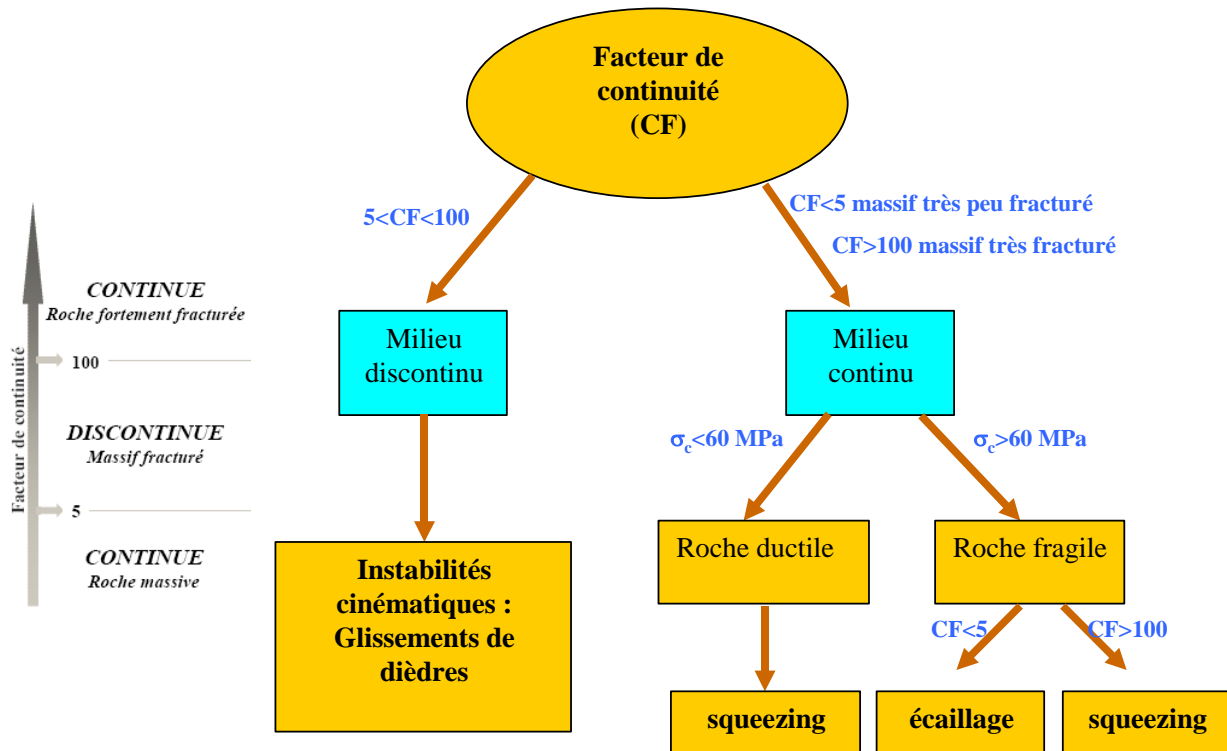 Facteur de
continuité
(CF)
5<CF<100
CF<5 massif très peu fracturé
CF>100 massif très fracturé
Facteur de continuité
CONTINUE
Roche fortement fracturée
100
DISCONTINUE
Massif fracturé
5
CONTINUE
Roche massive
Milieu
discontinu
Milieu
continu
σc<60 MPa
σc>60 MPa
Instabilités
cinématiques :
Glissements de
dièdres
Roche ductile
Roche fragile
CF<5
CF>100
squeezing
écaillage
squeezing